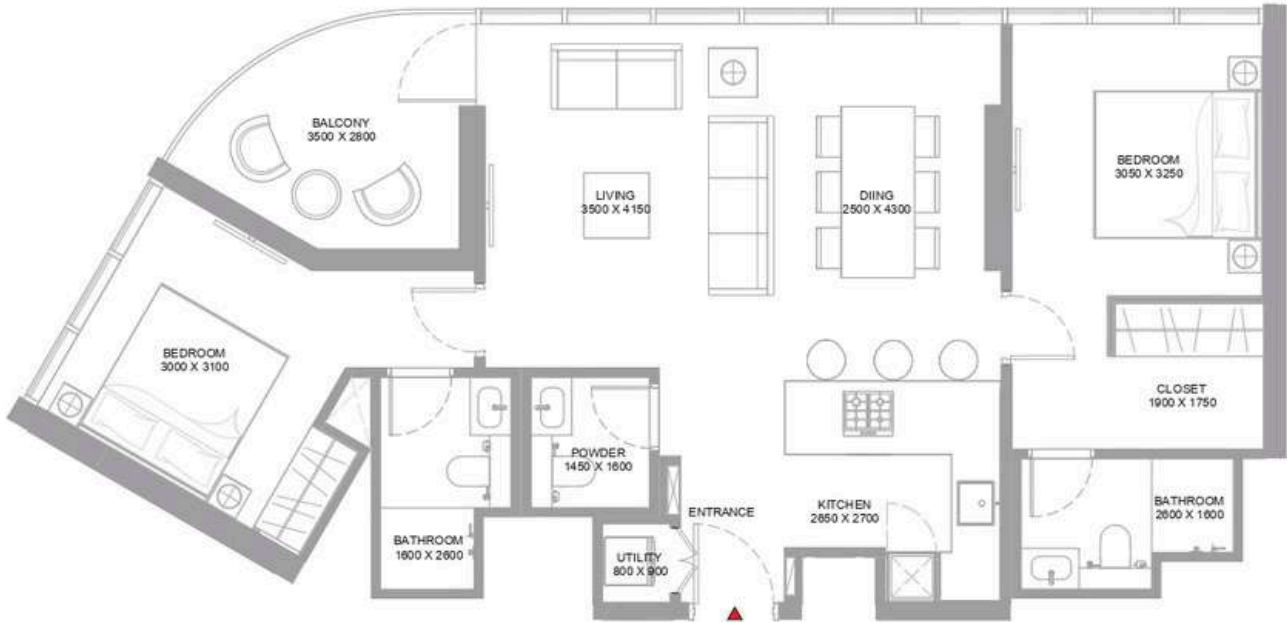 BALCONY
3500 X 2800
LIVING
3500 X 4150
DIING
2500 X 4300
BEDROOM
3050 X 3250
BEDROOM
3000 X 3100
CLOSET
1900 X 1750
POWDER
1450 X 1600
KITCHEN
2650 X 2700
ENTRANCE
BATHROOM
2600 X 1600
BATHROOM
1600 X 2600
UTILITY
800 X 900